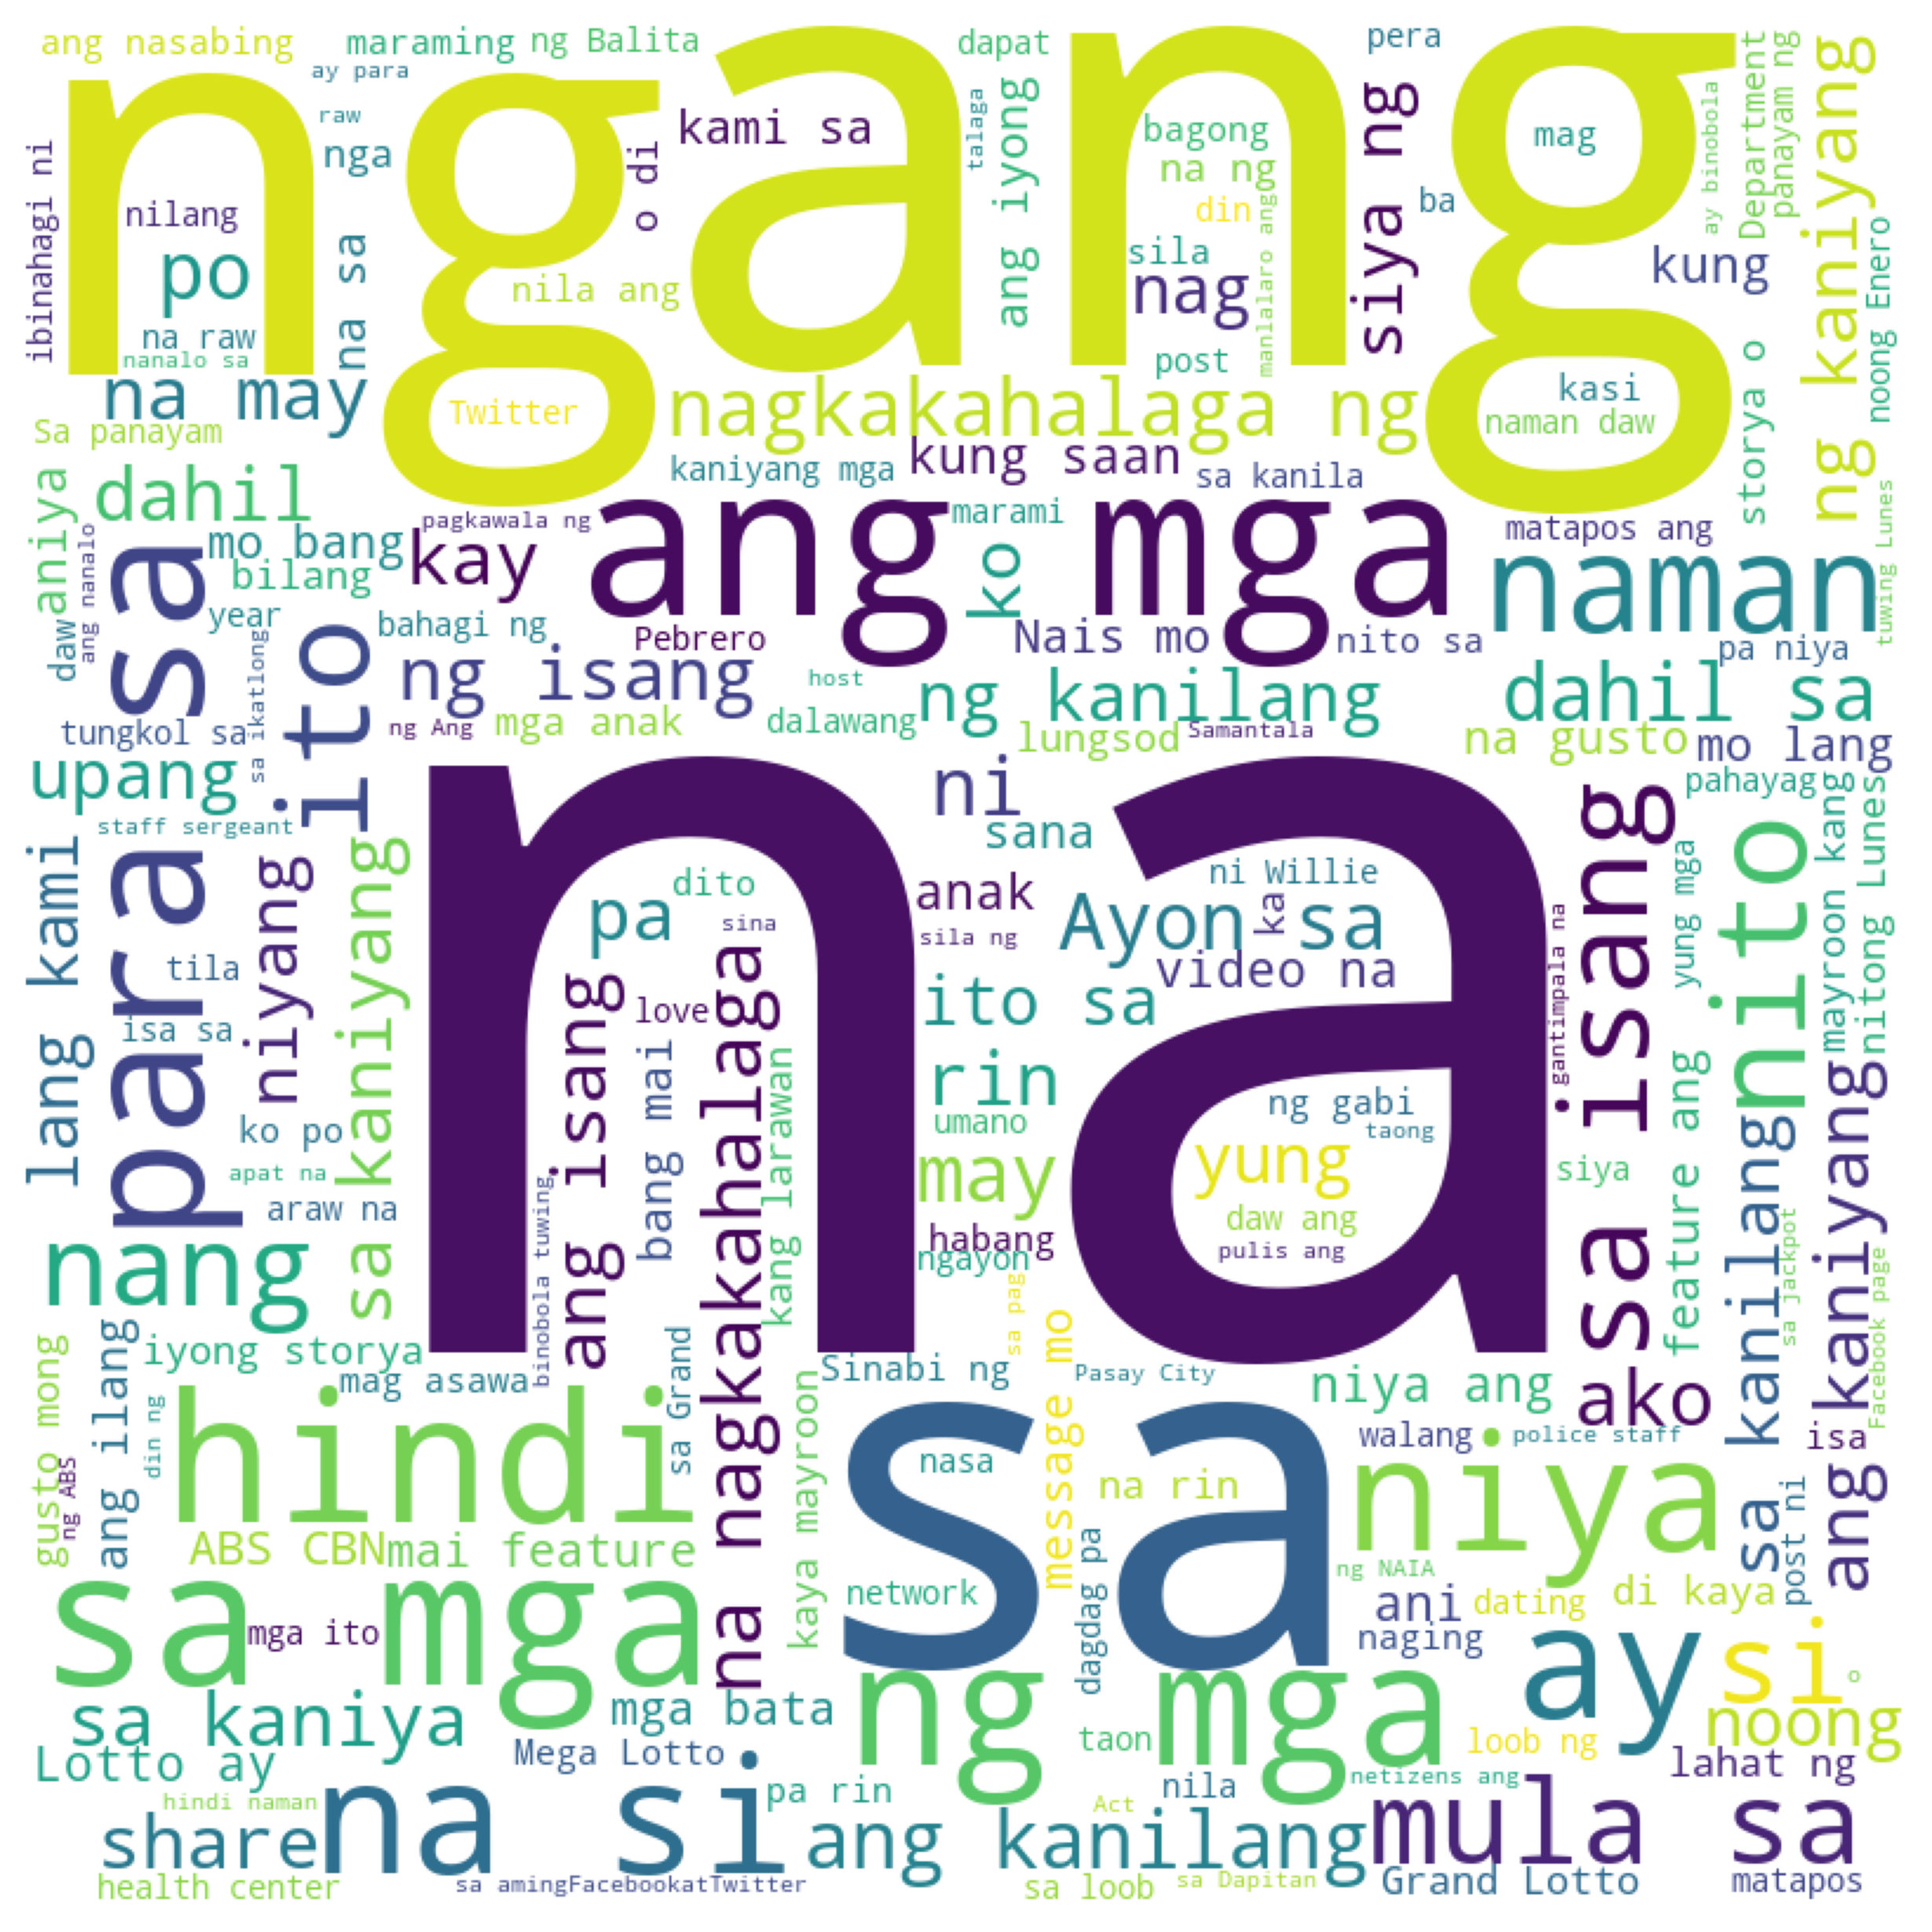 ang nasabing
maraming
ng Balita
dapat
pera
ay para
ngang
raw
nga
kami sa
talaga
ang iyong
bagong
na ng
din
sila
nag
manlalaro ang
siya ng
ba
mag
ay binobola
Department
panayam ng
ng kaniyang
ibinahagi ni
nilang
po
na sa
o di
nila ang
kung
noong Enero
na raw
nanalo sa
post
kasi
naman daw
storya o
na may
Twitter
nagkakahalaga ng
Sa panayam
kung saan
kaniyang mga
sa kanila
tuwing Lunes
aniya
dahil
pagkawala ng
ang mga
marami
matapos ang
ang nanalo
sa
para sa
mo bang
kay
bilang
ko
naman
daw
year
bahagi ng
Pebrero
Nais mo
nito sa
pa niya
sa ikatlong
ito
ng isang
host
ng kanilang
dahil sa
tungkol sa
ng Ang
mga anak
dalawang
lungsod
Samantala
na gusto
mo lang
upang
na
ni
pahayag
staff sergeant
sana
mayroon kang
nitong Lunes
lang kami
niyang
sa kaniyang
dito
anak
ni Willie
yung mga
nito
pa
sina
sila ng
Ayon sa
ka
gantimpala na
sa isang
tila
ang isang
love
na nagkakahalaga
video na
isa sa
bang mai
kang larawan
ito sa
rin
feature ang
sa kanilang
ang kaniyang
ko po
umano
ng gabi
taong
apat na
may
yung
siya
araw na
binobola tuwing
daw ang
sa jackpot
nang
habang
pulis ang
ngayon
Facebook page
gusto mong
ang ilang
iyong storya
sa Grand
sa pag
message mo
mag asawa
Sinabi ng
Pasay City
niya ang
ako
din ng
hindi
kaya mayroon
sa
nasa
na rin
walang
police staff
isa
ng ABS
niya
post ni
ABS CBN
mai feature
dagdag pa
ng NAIA
sa mga
network
ani
dating
di kaya
mga ito
naging
ay
si
o
sa kaniya
mga bata
ng mga
taon
loob ng
noong
Lotto ay
Mega Lotto
lahat ng
hindi naman
na si
pa rin
nila
netizens ang
share
Act
ang kanilang
mula sa
health center
sa amingFacebookatTwitter
sa loob
sa Dapitan
Grand Lotto
matapos